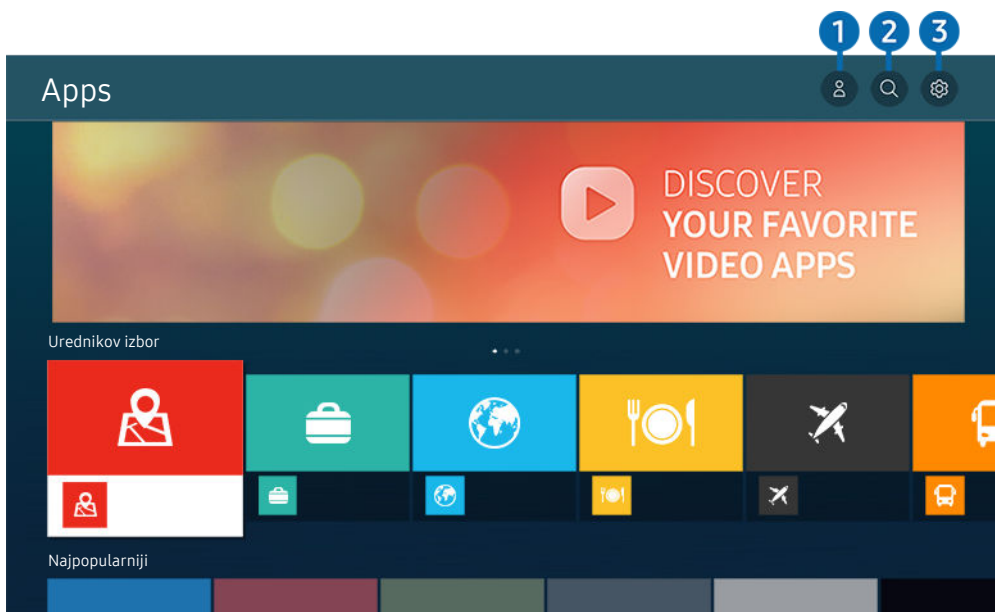 1 2 3
Apps
DISCOVER
YOUR FAVORITE
VIDEO APPS
Urednikov izbor
Najpopularniji